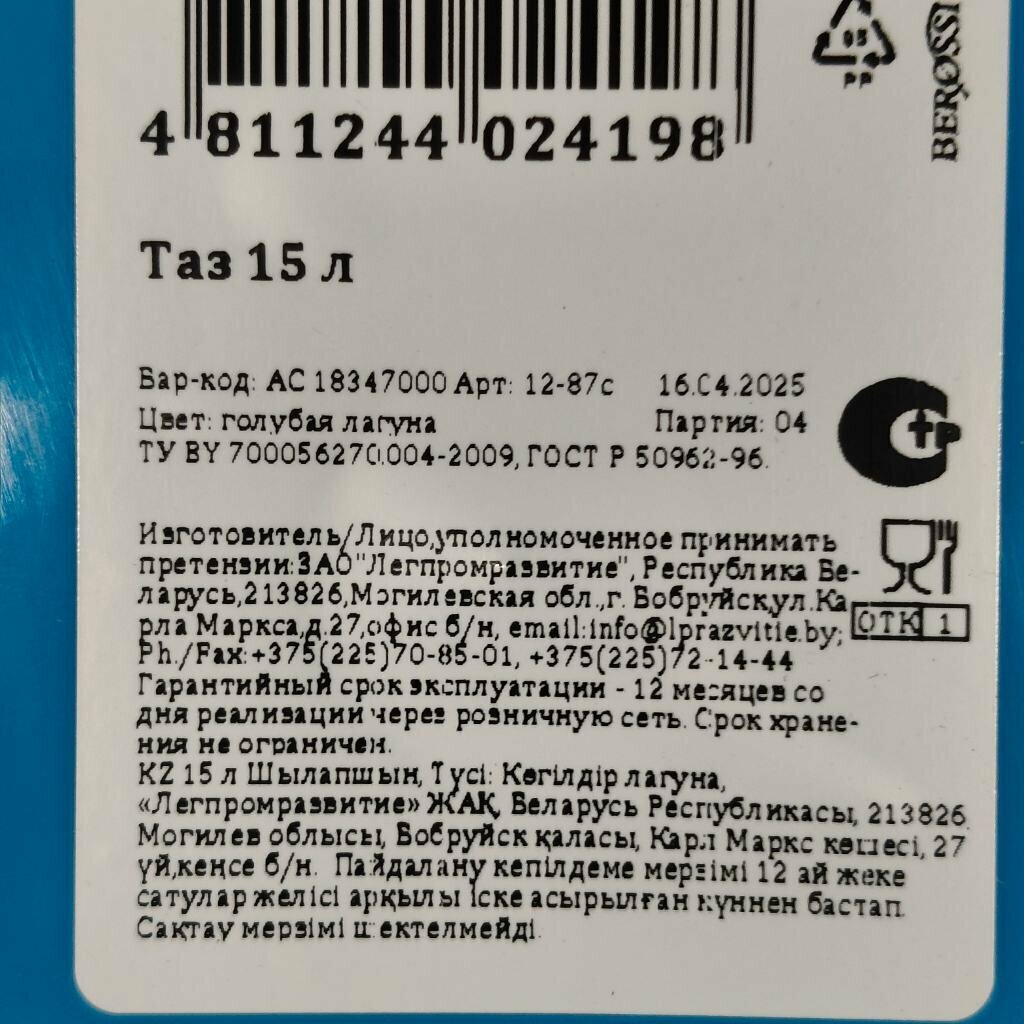 05
PP
BEROSSI
4 811244 024198
Таз 15 л
Бар-код: АС 18347000 Арт: 12-87с 16.04.2025
Цвет: голубая лагуна Партия: 04
ТУ BY 700056270.004-2009, ГОСТ Р 50962-96.
Изготовитель/Лицо,уполномоченное принимать
претензии:ЗАО "Легпромразвитие", Республика Бе-
ларусь,213826,Могилевская обл.,г. Бобруйск,ул.Ка
рла Маркса,д.27,офис б/н, email:info@lprazvitie.by;
ОТК 1
Ph./Fax:+375(225)70-85-01, +375(225)72-14-44
Гарантийный срок эксплуатации - 12 месяцев со
дня реализации через розничную сеть. Срок хране-
ния не ограничен.
KZ 15 л Шылапшын, Түсі: Көгілдір лагуна,
«Легпромразвитие» ЖАҚ, Беларусь Республикасы, 213826
Могилев облысы, Бобруйск қаласы, Карл Маркс көшесі, 27
үй,кеңсе б/н. Пайдалану кепілдеме мерзімі 12 ай жеке
сатулар желісі арқылы іске асырылған күннен бастап.
Сақтау мерзімі шектелмейді.